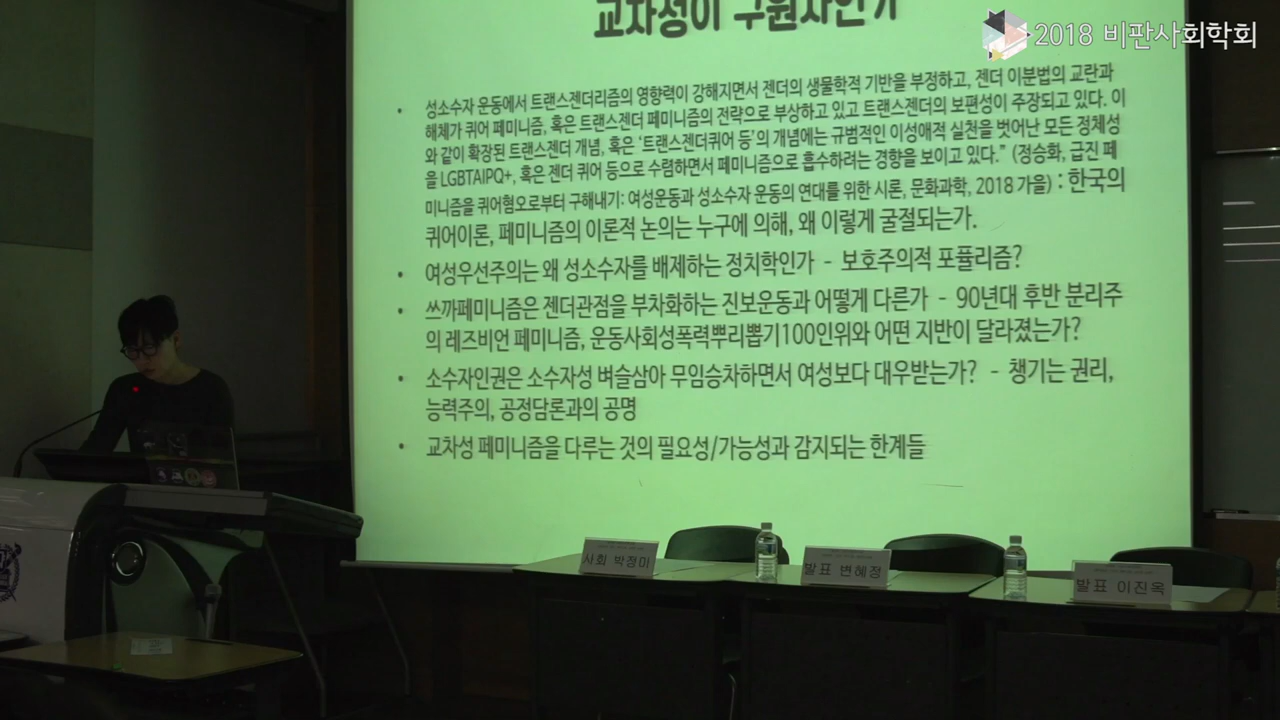 교차성이 구원자인가
2018 비판사회학회
• 성소수자 운동에서 트랜스젠더리즘의 영향력이 강해지면서 젠더의 생물학적 기반을 부정하고, 젠더 이분법의 교란과
해체가 퀴어 페미니즘, 혹은 트랜스젠더 페미니즘의 전략으로 부상하고 있고 트랜스젠더의 보편성이 주장되고 있다. 이
와 같이 확장된 트랜스젠더 개념, 혹은 ‘트랜스젠더퀴어 등’의 개념에는 규범적인 이성애적 실천을 벗어난 모든 정체성
을 LGBTAIPQ+, 혹은 젠더 퀴어 등으로 수렴하면서 페미니즘으로 흡수하려는 경향을 보이고 있다.” (정승화, 급진 페
미니즘을 퀴어혐오로부터 구해내기: 여성운동과 성소수자 운동의 연대를 위한 시론, 문화과학, 2018 가을) : 한국의
퀴어이론, 페미니즘의 이론적 논의는 누구에 의해, 왜 이렇게 굴절되는가.
• 여성우선주의는 왜 성소수자를 배제하는 정치학인가 - 보호주의적 포퓰리즘?
• 쓰까페미니즘은 젠더관점을 부차화하는 진보운동과 어떻게 다른가 - 90년대 후반 분리주
의 레즈비언 페미니즘, 운동사회성폭력뿌리뽑기100인위와 어떤 지반이 달라졌는가?
• 소수자인권은 소수자성 벼슬삼아 무임승차하면서 여성보다 대우받는가? - 챙기는 권리,
능력주의, 공정담론과의 공명
• 교차성 페미니즘을 다루는 것의 필요성/가능성과 감지되는 한계들
사회 박정미
발표 변혜정
발표 이진옥